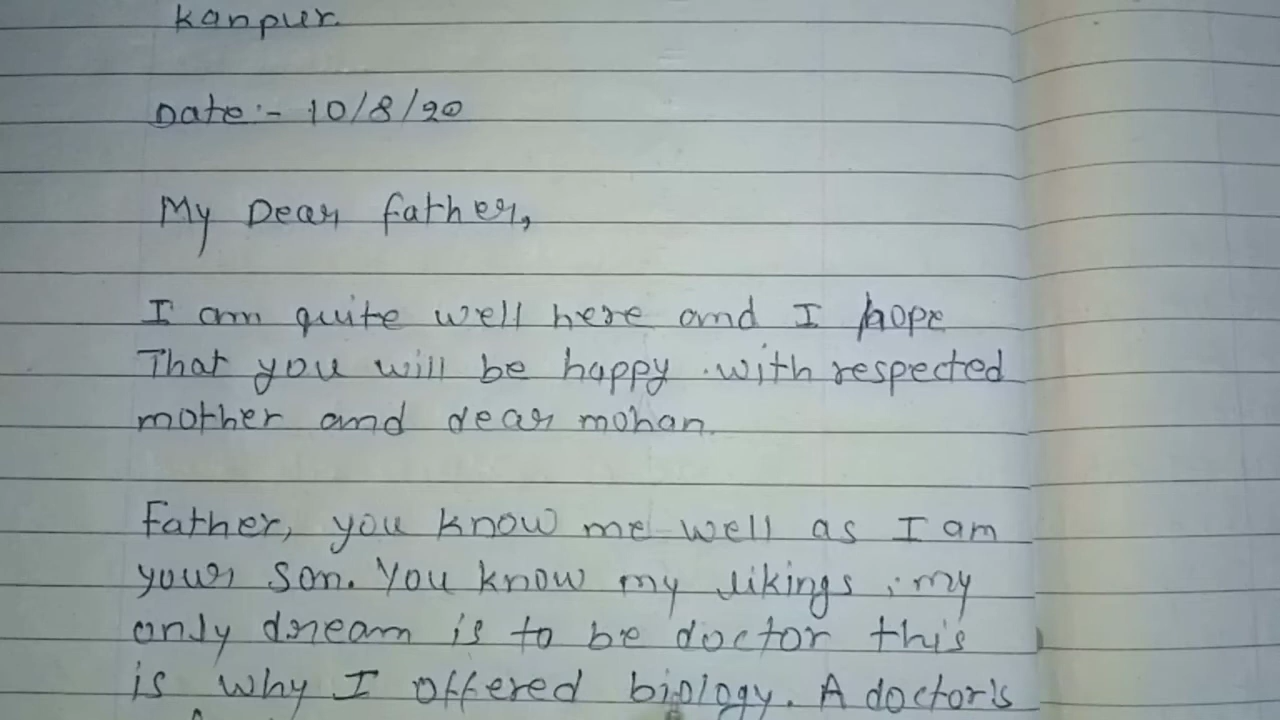 Kanpur.
Date:- 10/8/20
My Dear father,
I am quite well here and I hope
That you will be happy .with respected
mother and dear mohan.
Father, you know me well as I am
your son. You know my likings , my
only dream is to be doctor this
is why I offered biology. A doctor's